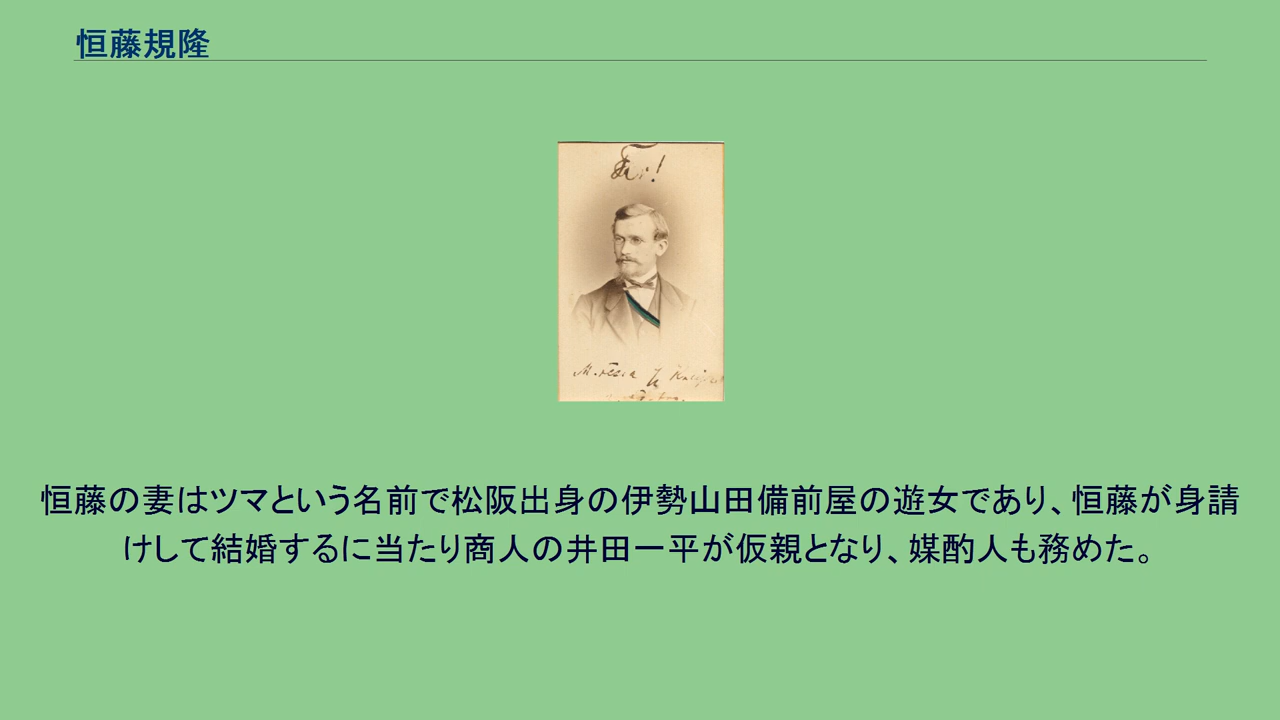 恒藤規隆
恒藤の妻はツマという名前で松阪出身の伊勢山田備前屋の遊女であり、恒藤が身請
けして結婚するに当たり商人の井田一平が仮親となり、媒酌人も務めた。